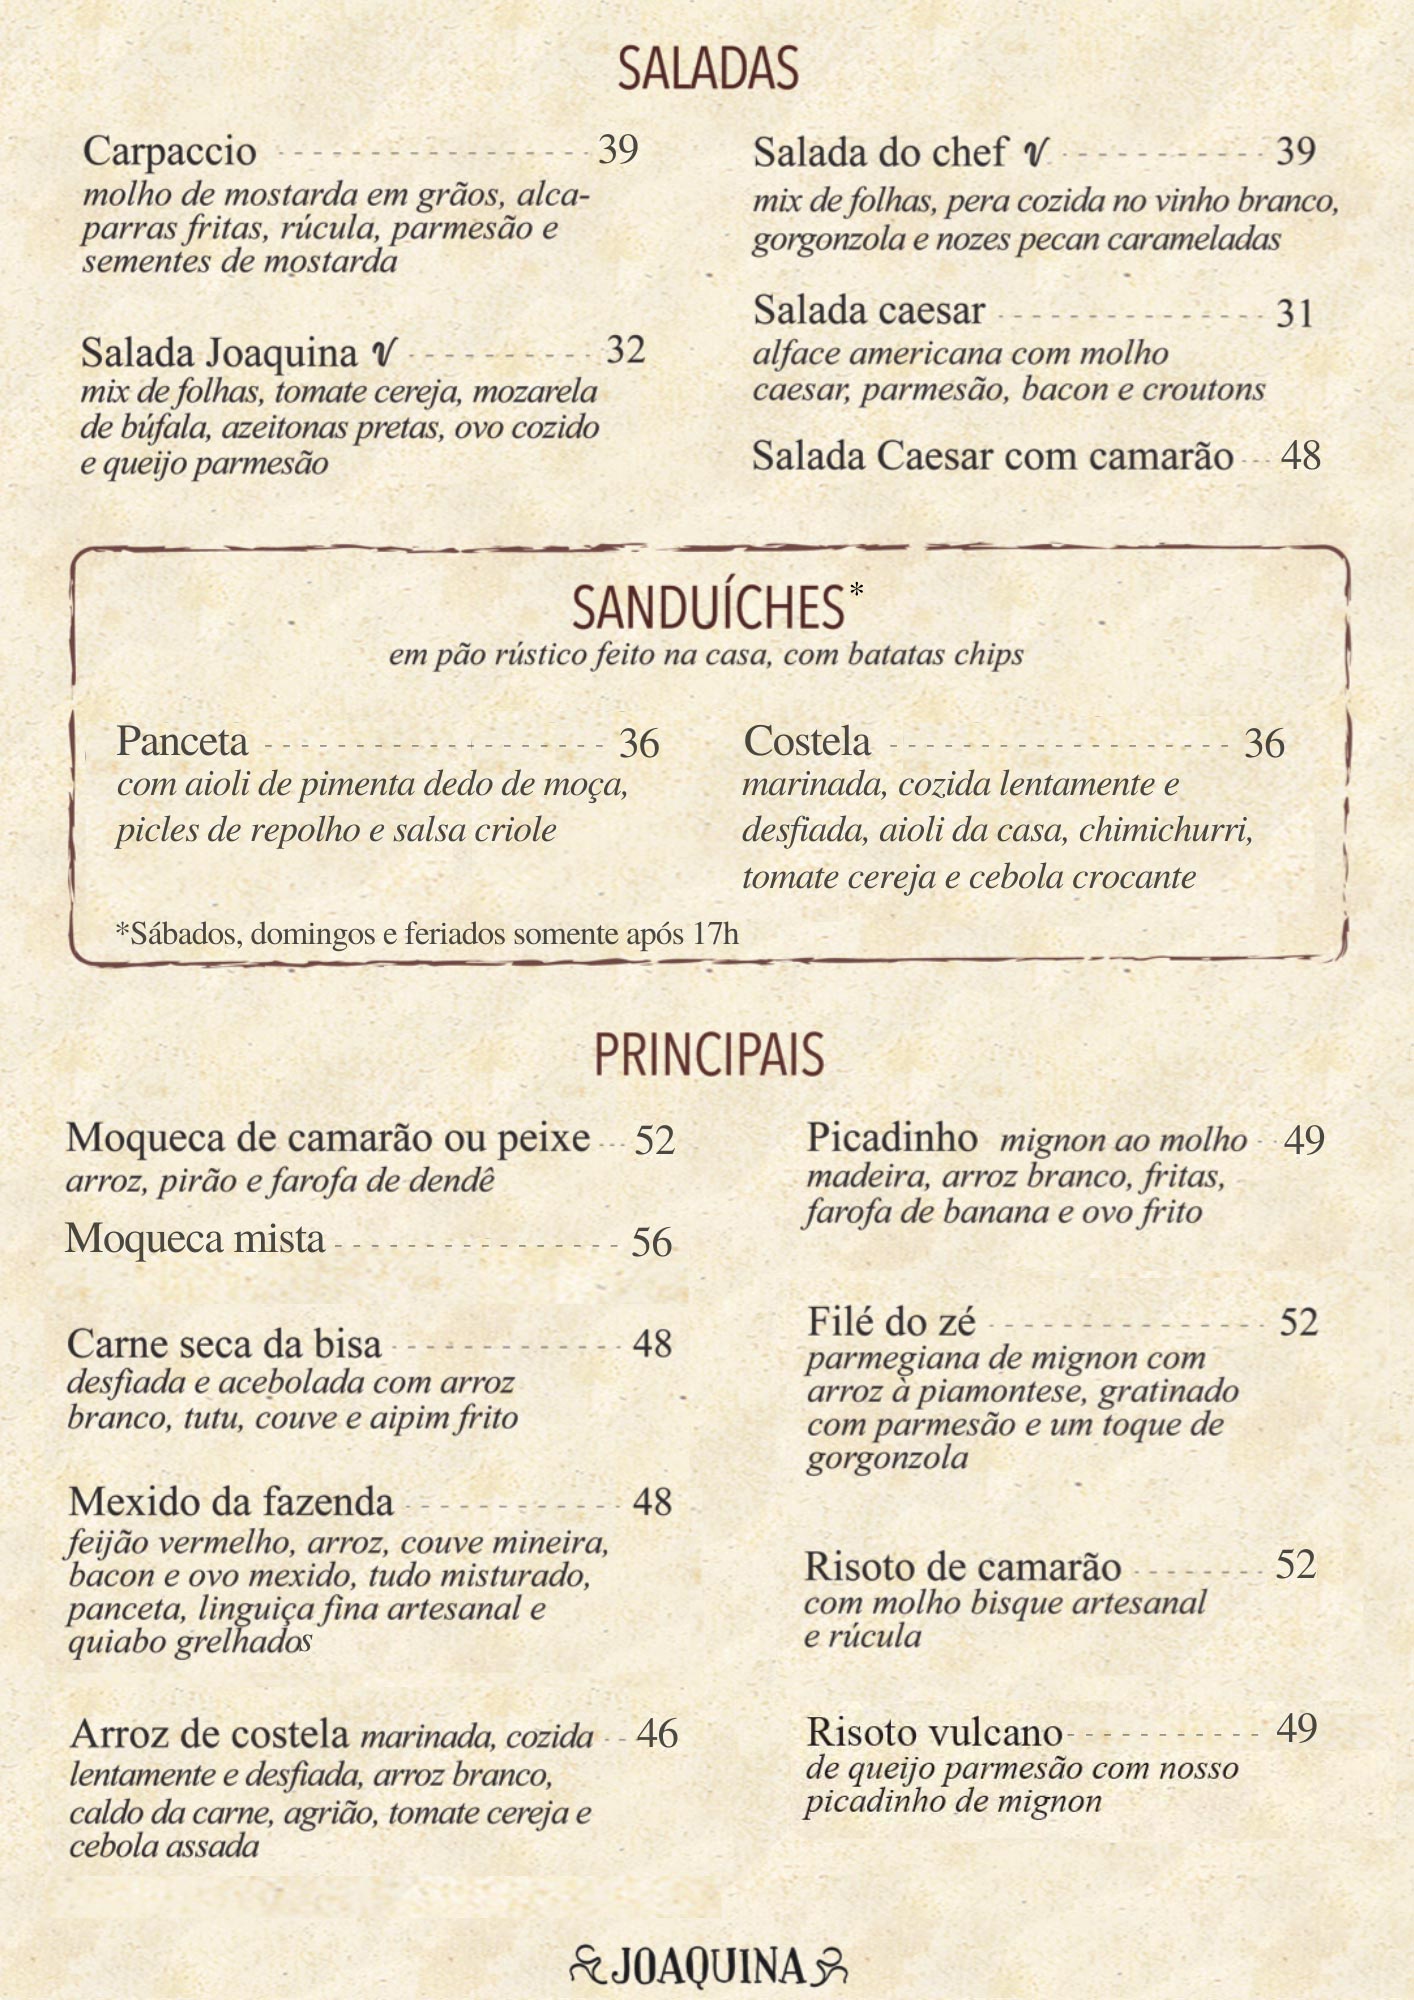 SALADAS
Carpaccio 39
molho de mostarda em grãos, alca-
parras fritas, rúcula, parmesão e
sementes de mostarda
Salada Joaquina V 32
mix de folhas, tomate cereja, mozarela
de búfala, azeitonas pretas, ovo cozido
e queijo parmesão
Salada do chef V 39
mix de folhas, pera cozida no vinho branco,
gorgonzola e nozes pecan carameladas
Salada caesar 31
alface americana com molho
caesar, parmesão, bacon e croutons
Salada Caesar com camarão 48
SANDUÍCHES*
em pão rústico feito na casa, com batatas chips
Panceta 36
com aioli de pimenta dedo de moça,
picles de repolho e salsa criole
Costela 36
marinada, cozida lentamente e
desfiada, aioli da casa, chimichurri,
tomate cereja e cebola crocante
*Sábados, domingos e feriados somente após 17h
PRINCIPAIS
Moqueca de camarão ou peixe 52
arroz, pirão e farofa de dendê
Moqueca mista 56
Carne seca da bisa 48
desfiada e acebolada com arroz
branco, tutu, couve e aipim frito
Mexido da fazenda 48
feijão vermelho, arroz, couve mineira,
bacon e ovo mexido, tudo misturado,
panceta, linguiça fina artesanal e
quiabo grelhados
Arroz de costela marinada, cozida 46
lentamente e desfiada, arroz branco,
caldo da carne, agrião, tomate cereja e
cebola assada
Picadinho mignon ao molho 49
madeira, arroz branco, fritas,
farofa de banana e ovo frito
Filé do zé 52
parmegiana de mignon com
arroz à piamontese, gratinado
com parmesão e um toque de
gorgonzola
Risoto de camarão 52
com molho bisque artesanal
e rúcula
Risoto vulcano 49
de queijo parmesão com nosso
picadinho de mignon
JOAQUINA